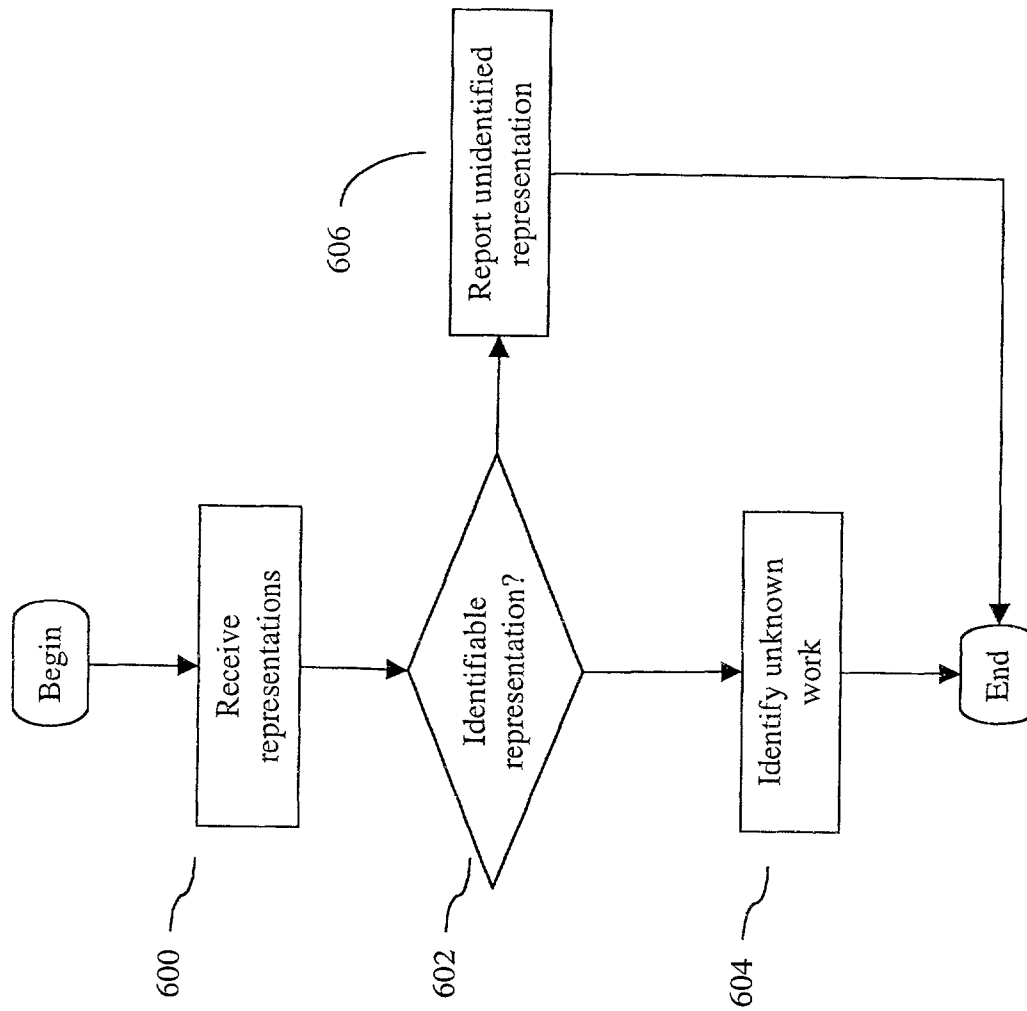 Begin
600
Receive
representations
602
Identifiable
representation?
606
Report unidentified
representation
604
Identify unknown
work
End